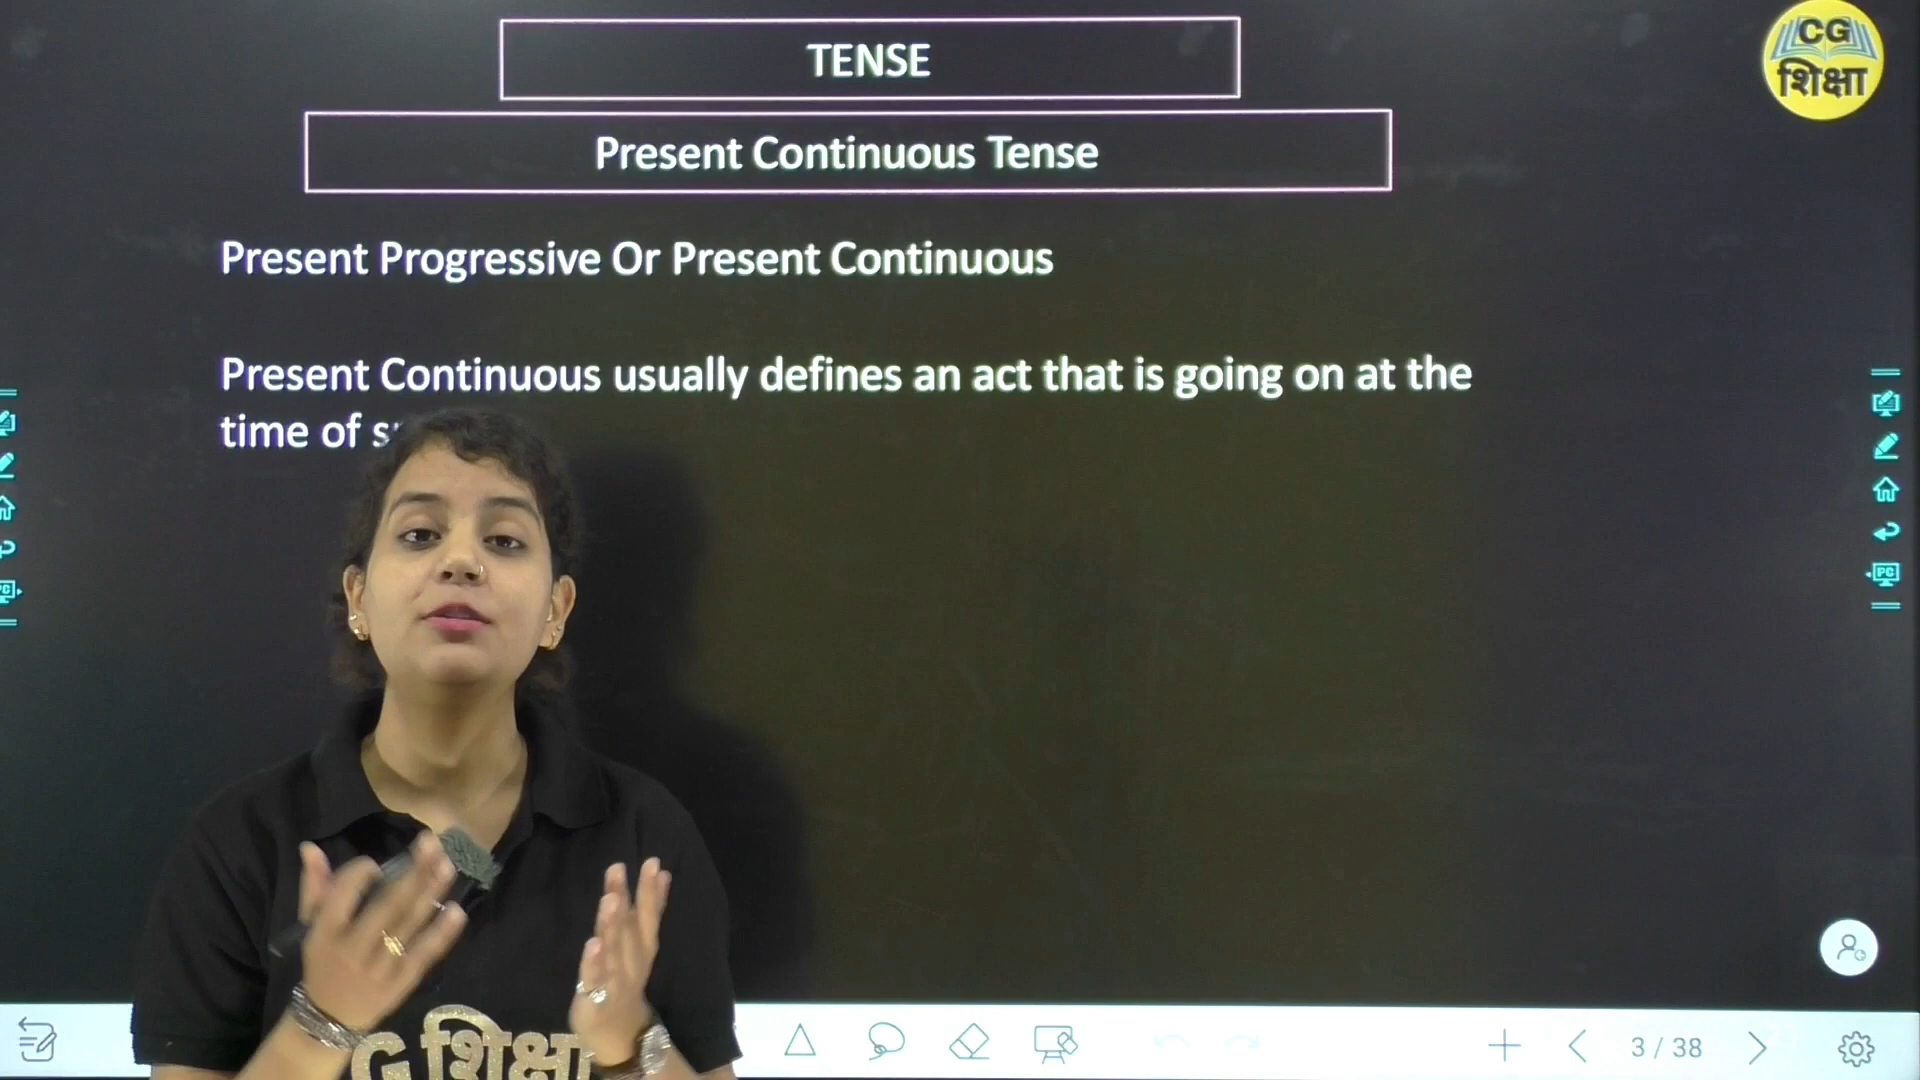 TENSE
CG
शिक्षा
Present Continuous Tense
Present Progressive Or Present Continuous
Present Continuous usually defines an act that is going on at the
time of
PC
3 / 38
G शिक्षा